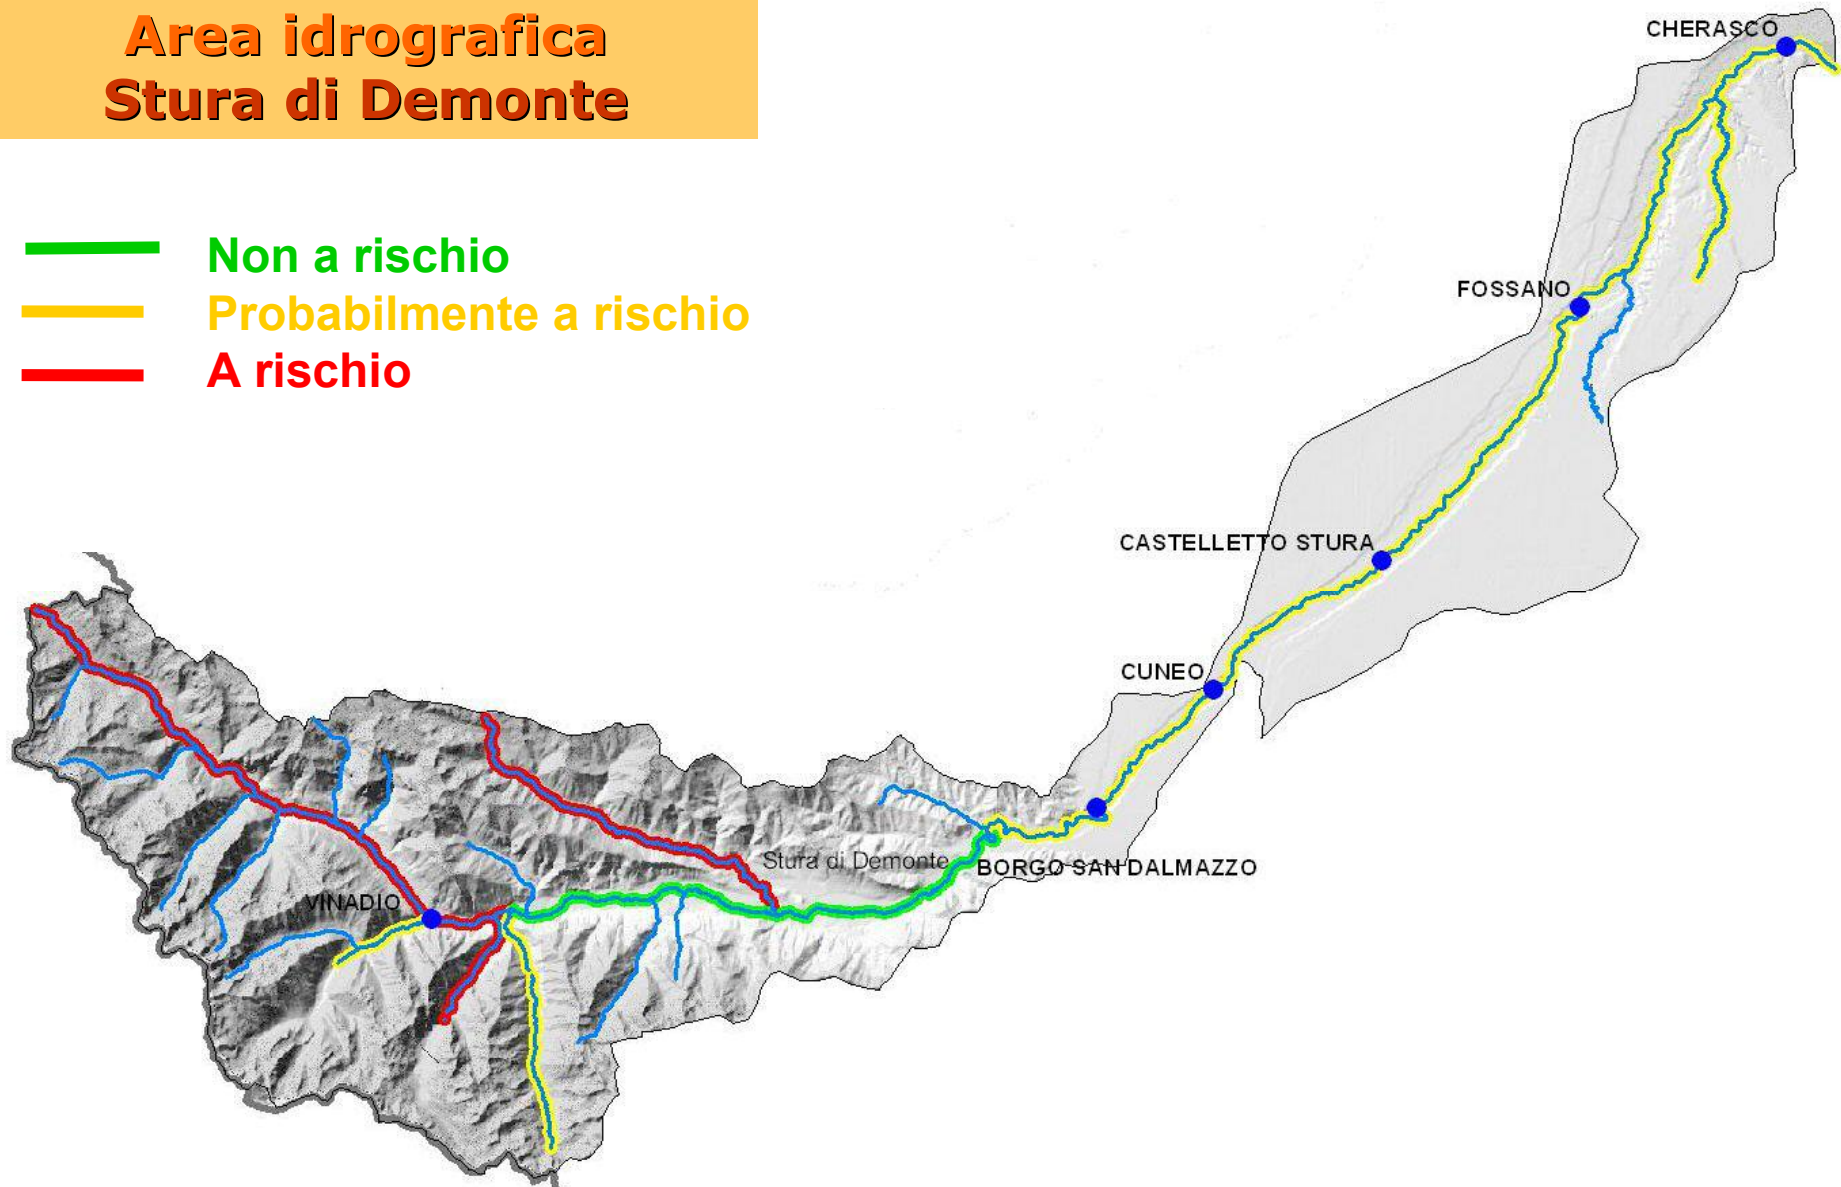 Area idrografica
Stura di Demonte
Non a rischio
Probabilmente a rischio
A rischio
CHERASCO
FOSSANO
CASTELLETTO STURA
CUNEO
Stura di Demonte
BORGO SAN DALMAZZO
VINADIO